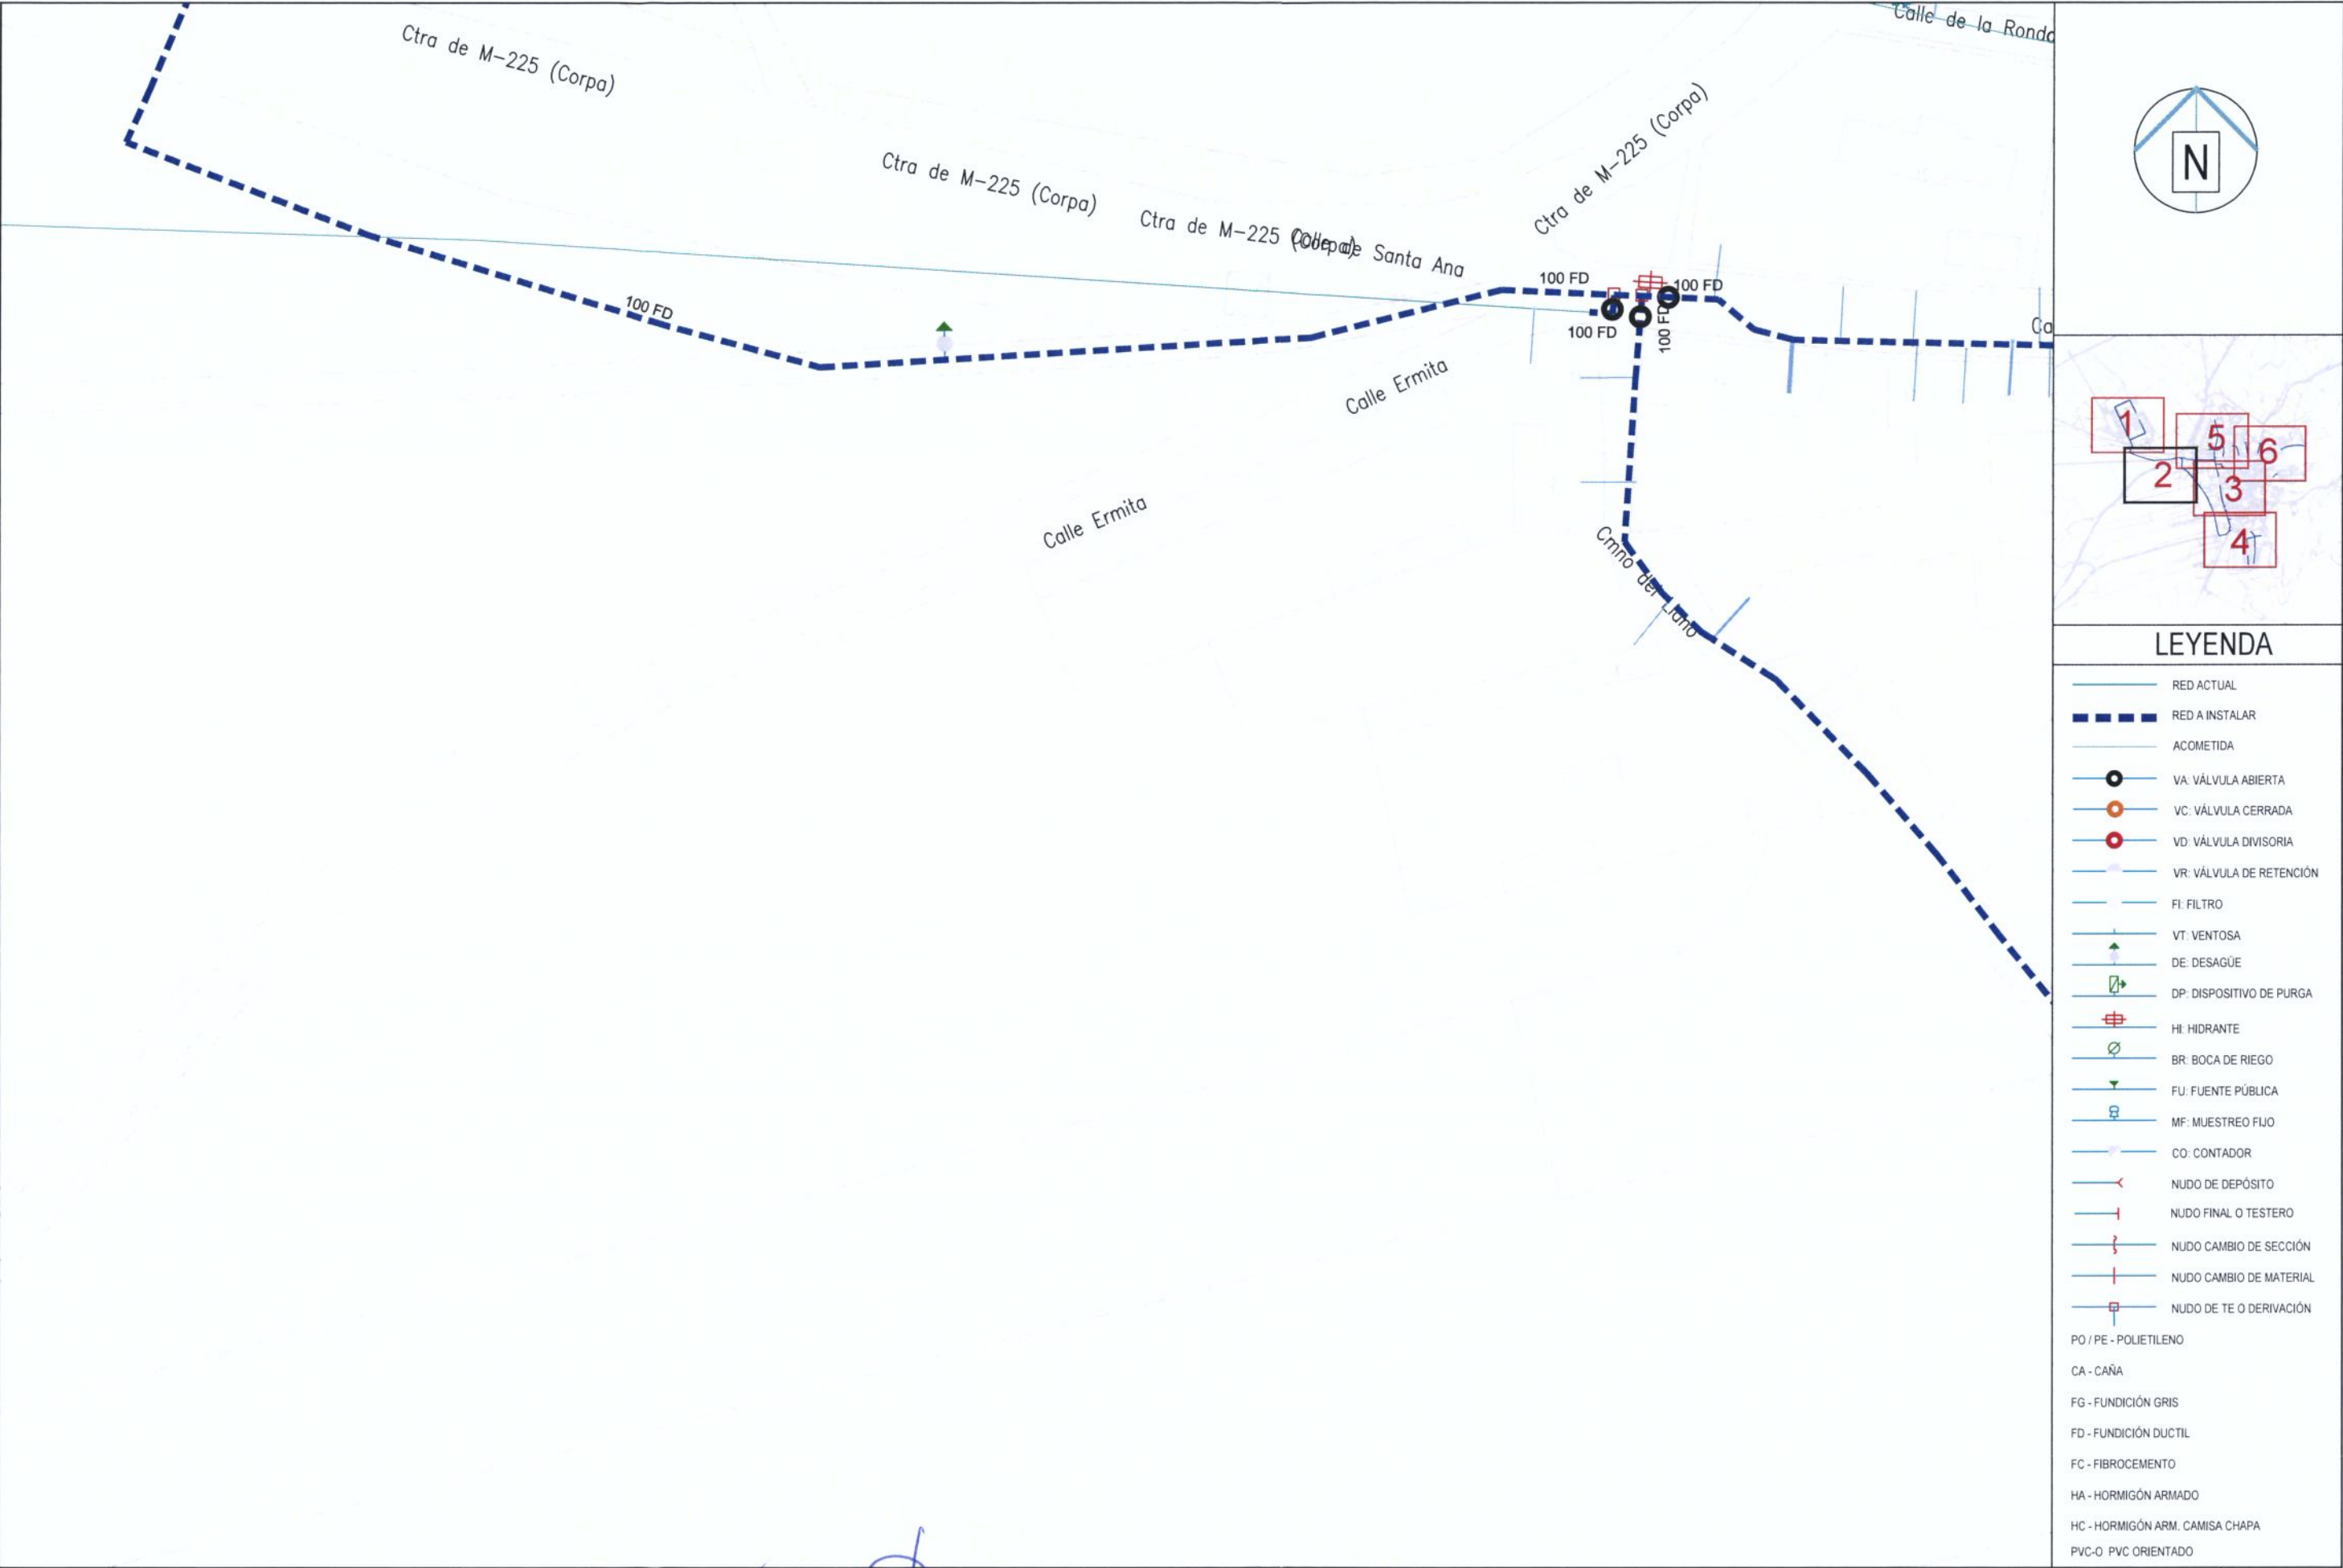 Calle de la Ronda
Ctra de M-225 (Corpa)
Ctra de M-225 (Corpa)
Ctra de M-225 (Corpa)
Calle de Santa Ana
Ctra de M-225 (Corpa)
100 FD
100 FD
100 FD
100 FD
100 FD
Ca
Calle Ermita
Calle Ermita
Cmno del Llano
N
1
2
3
4
5
6
LEYENDA
RED ACTUAL
RED A INSTALAR
ACOMETIDA
VA: VÁLVULA ABIERTA
VC: VÁLVULA CERRADA
VD: VÁLVULA DIVISORIA
VR: VÁLVULA DE RETENCIÓN
FI: FILTRO
VT: VENTOSA
DE: DESAGÜE
DP: DISPOSITIVO DE PURGA
HI: HIDRANTE
BR: BOCA DE RIEGO
FU: FUENTE PÚBLICA
MF: MUESTREO FIJO
CO: CONTADOR
NUDO DE DEPÓSITO
NUDO FINAL O TESTERO
NUDO CAMBIO DE SECCIÓN
NUDO CAMBIO DE MATERIAL
NUDO DE TE O DERIVACIÓN
PO / PE - POLIETILENO
CA - CAÑA
FG - FUNDICIÓN GRIS
FD - FUNDICIÓN DUCTIL
FC - FIBROCEMENTO
HA - HORMIGÓN ARMADO
HC - HORMIGÓN ARM. CAMISA CHAPA
PVC-O PVC ORIENTADO